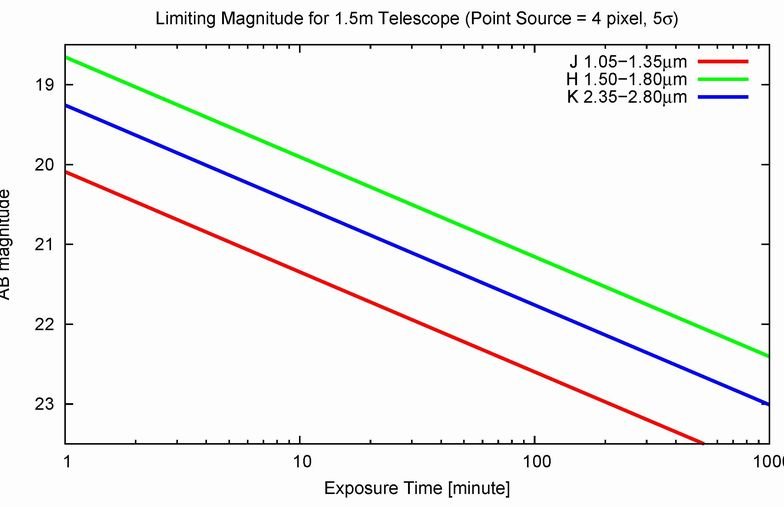 Limiting Magnitude for 1.5m Telescope (Point Source = 4 pixel, 5σ)
J 1.05−1.35μm
H 1.50−1.80μm
K 2.35−2.80μm
AB magnitude
19
20
21
22
23
1 10 100 1000
Exposure Time [minute]